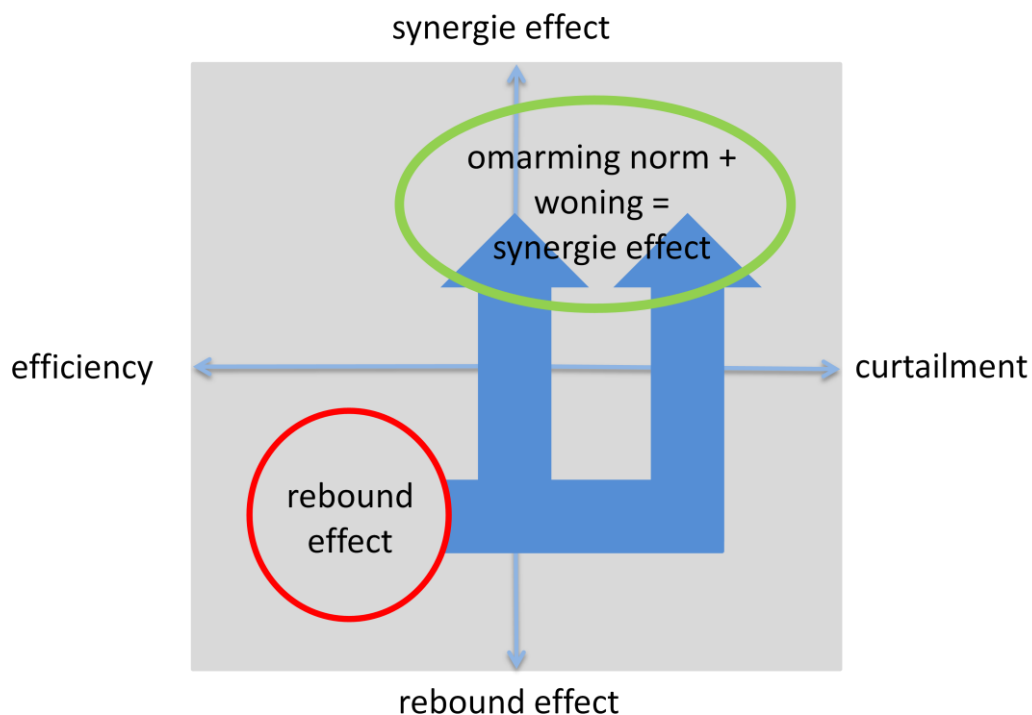 synergie effect
omarming norm +
woning =
synergie effect
efficiency
curtailment
rebound
effect
rebound effect